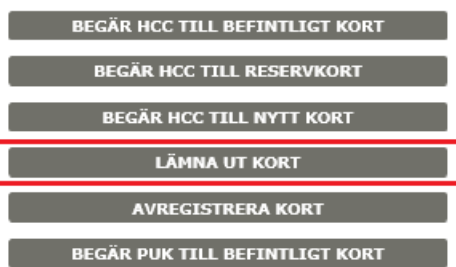 BEGÄR HCC TILL BEFINTLIGT KORT
BEGÄR HCC TILL RESERVKORT
BEGÄR HCC TILL NYTT KORT
LÄMNA UT KORT
AVREGISTRERA KORT
BEGÄR PUK TILL BEFINTLIGT KORT